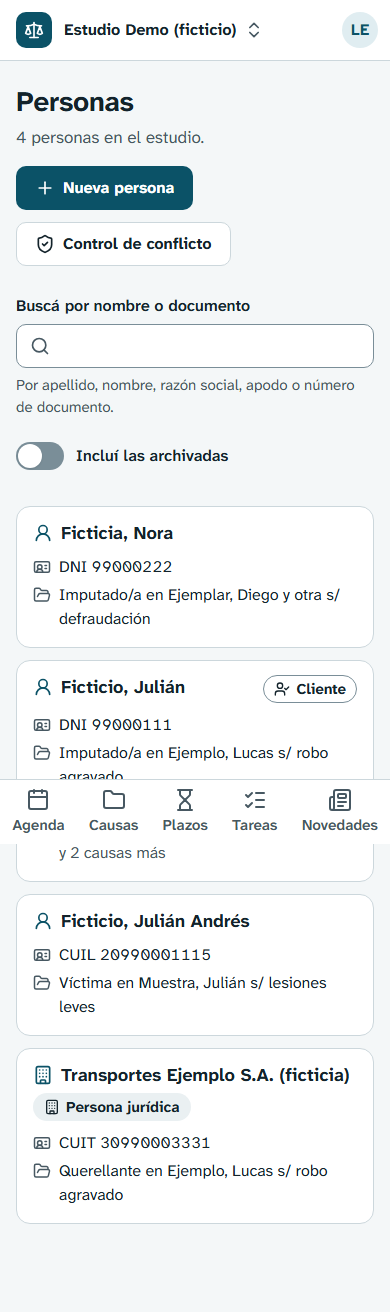 Estudio Demo (ficticio)
LE
Personas
4 personas en el estudio.
Nueva persona
Control de conflicto
Buscá por nombre o documento
Por apellido, nombre, razón social, apodo o número
de documento.
Incluí las archivadas
Ficticia, Nora
DNI 99000222
Imputado/a en Ejemplar, Diego y otra s/
defraudación
Ficticio, Julián
Cliente
DNI 99000111
Imputado/a en Ejemplo, Lucas s/ robo
agravado
Agenda
Causas
Plazos
Tareas
Novedades
y 2 causas más
Ficticio, Julián Andrés
CUIL 20990001115
Víctima en Muestra, Julián s/ lesiones
leves
Transportes Ejemplo S.A. (ficticia)
Persona jurídica
CUIT 30990003331
Querellante en Ejemplo, Lucas s/ robo
agravado